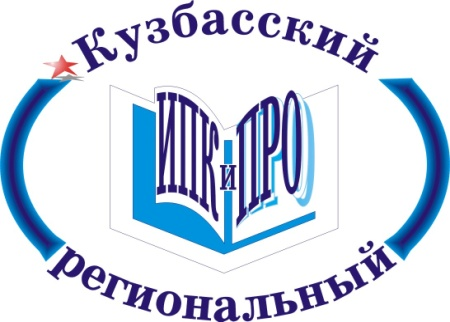 Кузбасский
ИПК и ПРО
региональный